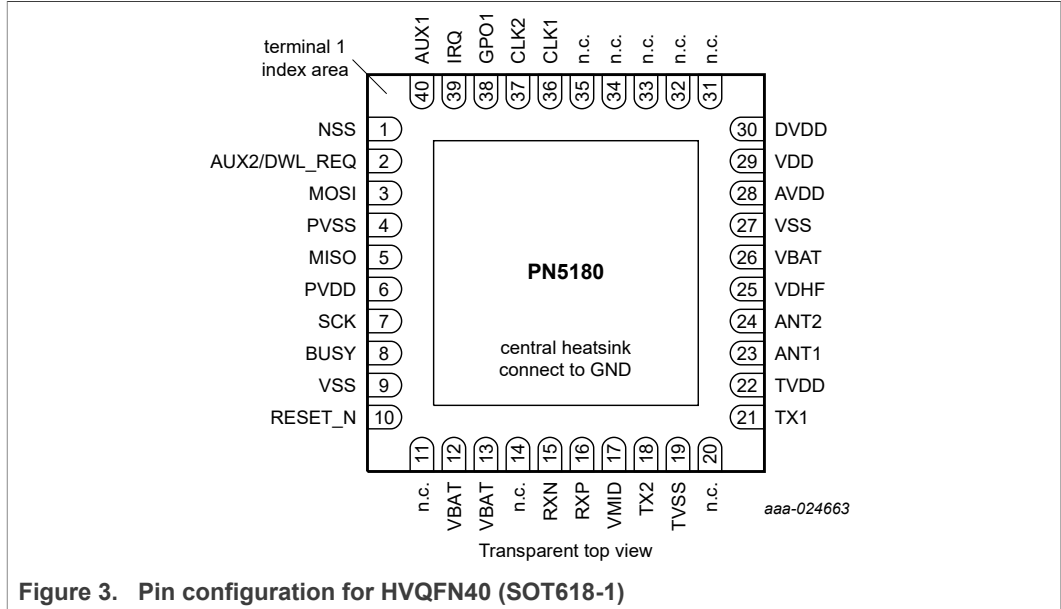 terminal 1
index area
AUX1
IRQ
GPO1
CLK2
CLK1
n.c.
n.c.
n.c.
n.c.
n.c.
40
39
38
37
36
35
34
33
32
31
NSS 1
AUX2/DWL_REQ 2
MOSI 3
PVSS 4
MISO 5
PVDD 6
SCK 7
BUSY 8
VSS 9
RESET_N 10
PN5180
central heatsink
connect to GND
30 DVDD
29 VDD
28 AVDD
27 VSS
26 VBAT
25 VDHF
24 ANT2
23 ANT1
22 TVDD
21 TX1
11
12
13
14
15
16
17
18
19
20
n.c.
VBAT
VBAT
n.c.
RXN
RXP
VMID
TX2
TVSS
n.c.
aaa-024663
Transparent top view
Figure 3. Pin configuration for HVQFN40 (SOT618-1)